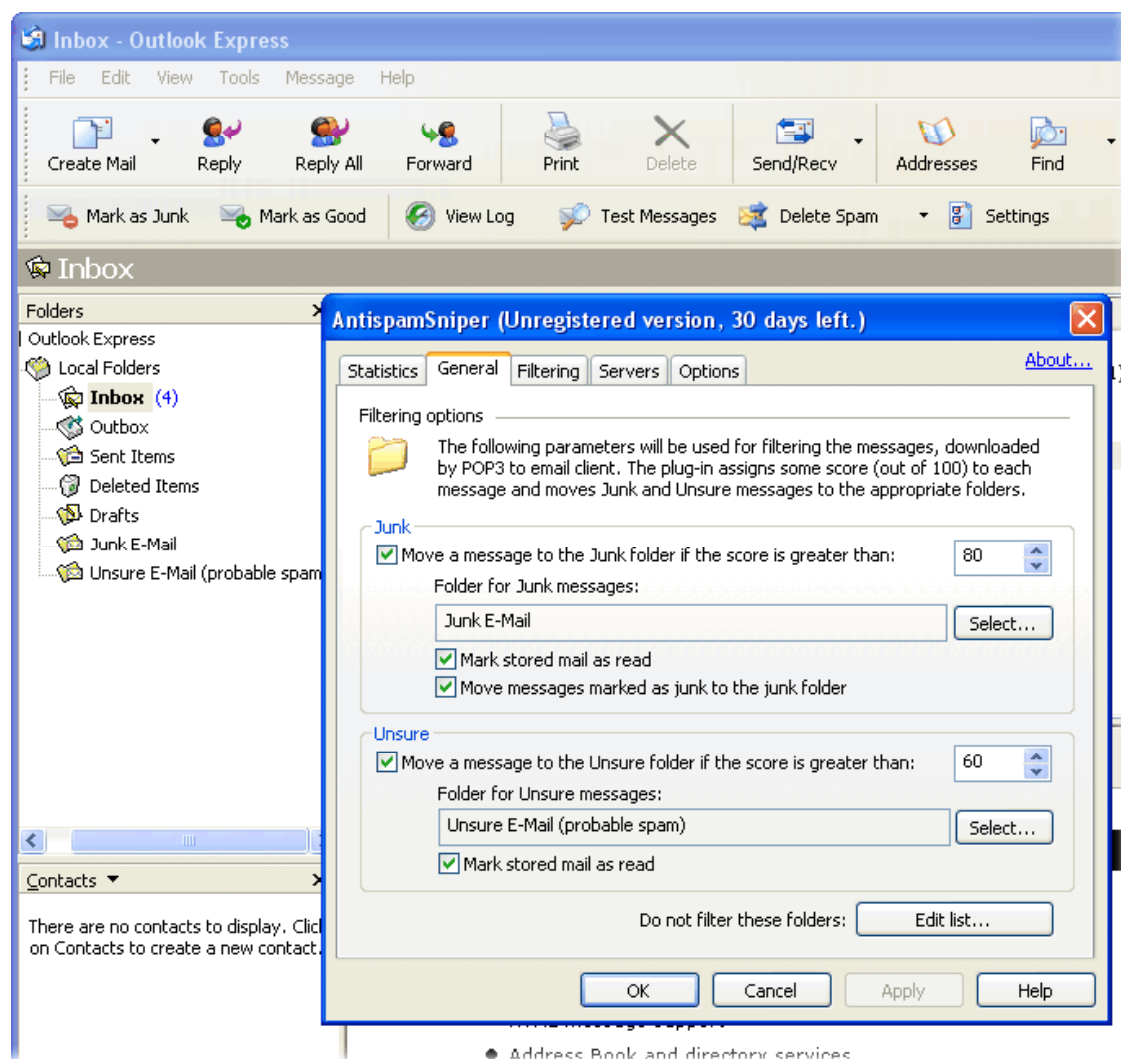 Inbox - Outlook Express
File Edit View Tools Message Help
Create Mail Reply Reply All Forward Print Delete Send/Recv Addresses Find
Mark as Junk Mark as Good View Log Test Messages Delete Spam Settings
Inbox
Folders
Outlook Express
Local Folders
Inbox (4)
Outbox
Sent Items
Deleted Items
Drafts
Junk E-Mail
Unsure E-Mail (probable spam
Contacts
There are no contacts to display. Clic
on Contacts to create a new contact.
AntispamSniper (Unregistered version, 30 days left.)
Statistics General Filtering Servers Options
About...
Filtering options
The following parameters will be used for filtering the messages, downloaded
by POP3 to email client. The plug-in assigns some score (out of 100) to each
message and moves Junk and Unsure messages to the appropriate folders.
Junk
Move a message to the Junk folder if the score is greater than: 80
Folder for Junk messages:
Junk E-Mail Select...
Mark stored mail as read
Move messages marked as junk to the junk folder
Unsure
Move a message to the Unsure folder if the score is greater than: 60
Folder for Unsure messages:
Unsure E-Mail (probable spam) Select...
Mark stored mail as read
Do not filter these folders: Edit list...
OK Cancel Apply Help
Address Book and directory services